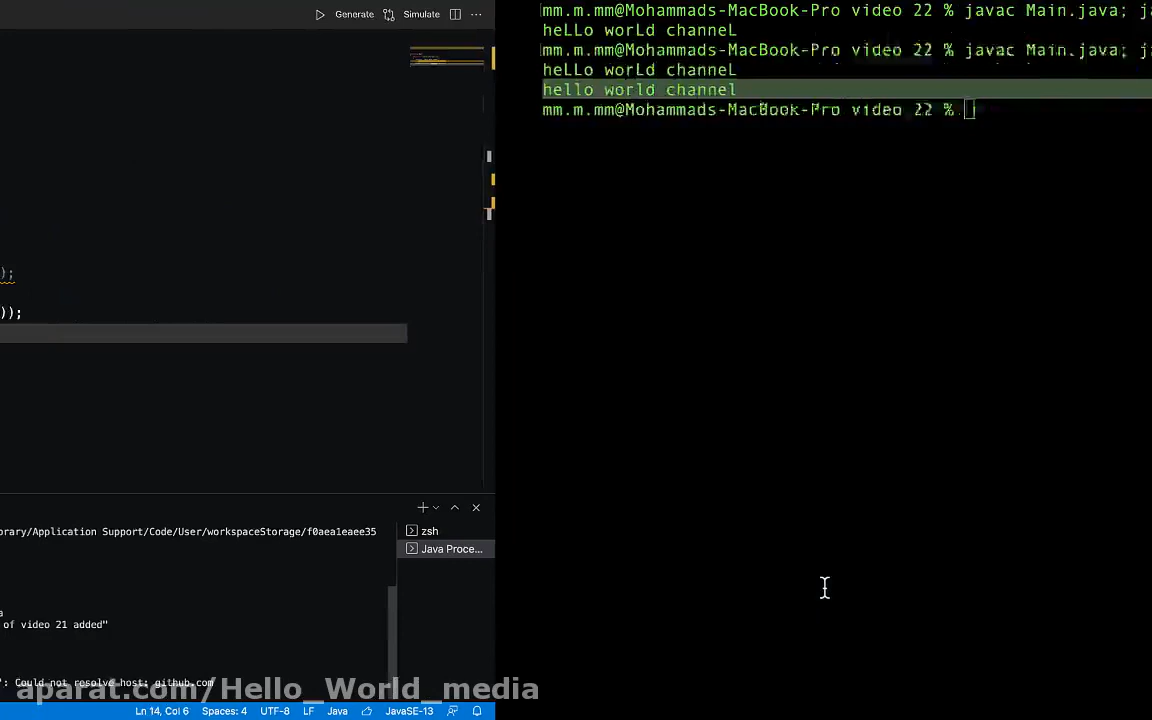 Generate Simulate ...
);
));
brary/Application Support/Code/User/workspaceStorage/f0aea1eaee35
zsh
Java Proce...
a
of video 21 added"
': Could not resolve host: github.com
Ln 14, Col 6 Spaces: 4 UTF-8 LF Java JavaSE-13
mm.m.mm@Mohammads-MacBook-Pro video 22 % javac Main.java; j
heLLo worLd channeL
mm.m.mm@Mohammads-MacBook-Pro video 22 % javac Main.java; j
heLLo worLd channeL
hello world channel
mm.m.mm@Mohammads-MacBook-Pro video 22 %
aparat.com/Hello_World_media